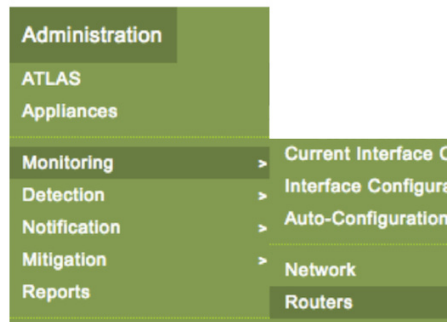 Administration
ATLAS
Appliances
Monitoring >
Detection >
Notification >
Mitigation >
Reports
Current Interface
Interface
Auto-Configuration
Network
Routers